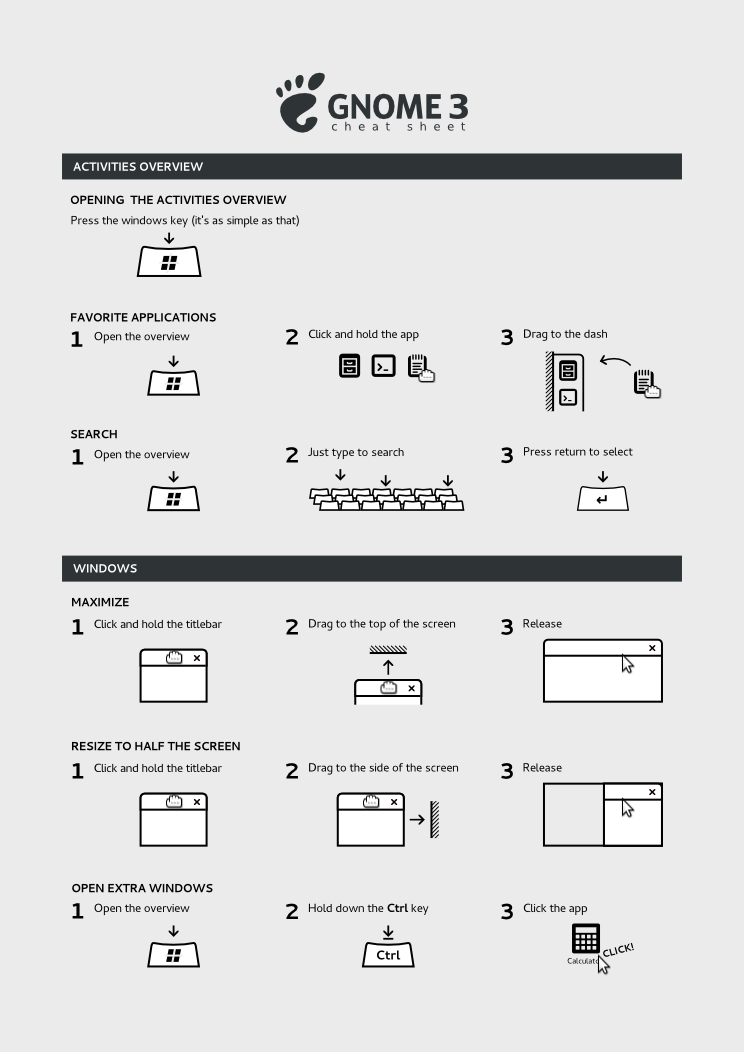 GNOME 3
cheat sheet
ACTIVITIES OVERVIEW
OPENING THE ACTIVITIES OVERVIEW
Press the windows key (it's as simple as that)
FAVORITE APPLICATIONS
1 Open the overview
2 Click and hold the app
3 Drag to the dash
SEARCH
1 Open the overview
2 Just type to search
3 Press return to select
WINDOWS
MAXIMIZE
1 Click and hold the titlebar
2 Drag to the top of the screen
3 Release
RESIZE TO HALF THE SCREEN
1 Click and hold the titlebar
2 Drag to the side of the screen
3 Release
OPEN EXTRA WINDOWS
1 Open the overview
2 Hold down the Ctrl key
Ctrl
3 Click the app
Calculato
CLICK!